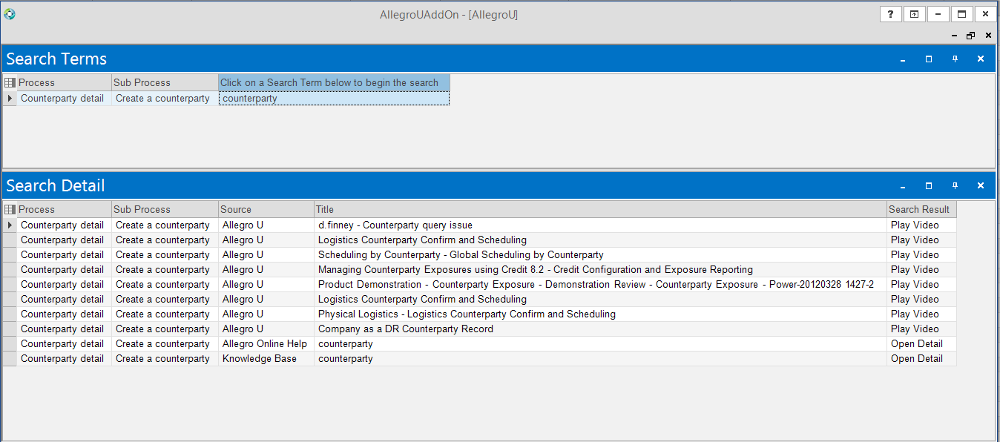 AllegroUAddOn - [AllegroU]
Search Terms
Process Sub Process Click on a Search Term below to begin the search
Counterparty detail Create a counterparty counterparty
Search Detail
Process Sub Process Source Title Search Result
Counterparty detail Create a counterparty Allegro U d.finney - Counterparty query issue Play Video
Counterparty detail Create a counterparty Allegro U Logistics Counterparty Confirm and Scheduling Play Video
Counterparty detail Create a counterparty Allegro U Scheduling by Counterparty - Global Scheduling by Counterparty Play Video
Counterparty detail Create a counterparty Allegro U Managing Counterparty Exposures using Credit 8.2 - Credit Configuration and Exposure Reporting Play Video
Counterparty detail Create a counterparty Allegro U Product Demonstration - Counterparty Exposure - Demonstration Review - Counterparty Exposure - Power-20120328 1427-2 Play Video
Counterparty detail Create a counterparty Allegro U Logistics Counterparty Confirm and Scheduling Play Video
Counterparty detail Create a counterparty Allegro U Physical Logistics - Logistics Counterparty Confirm and Scheduling Play Video
Counterparty detail Create a counterparty Allegro U Company as a DR Counterparty Record Play Video
Counterparty detail Create a counterparty Allegro Online Help counterparty Open Detail
Counterparty detail Create a counterparty Knowledge Base counterparty Open Detail